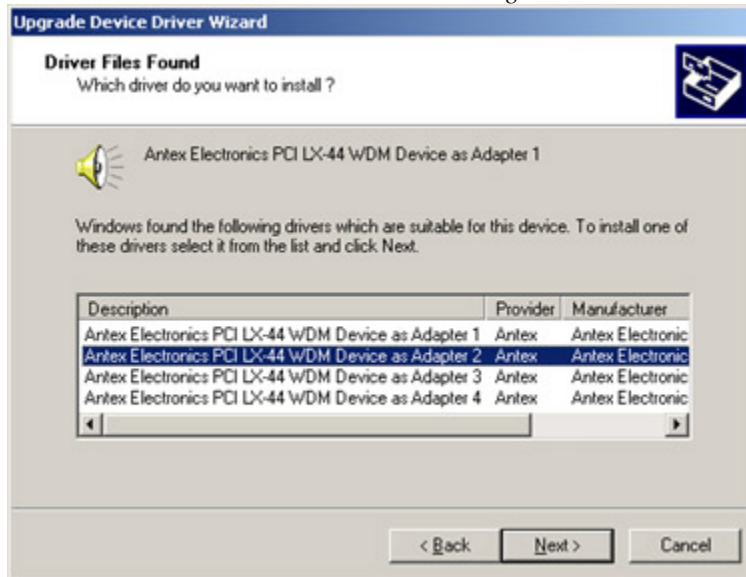 Upgrade Device Driver Wizard
Driver Files Found
Which driver do you want to install ?
Antex Electronics PCI LX-44 WDM Device as Adapter 1
Windows found the following drivers which are suitable for this device. To install one of
these drivers select it from the list and click Next.
Description Provider Manufacturer
Antex Electronics PCI LX-44 WDM Device as Adapter 1 Antex Antex Electronic
Antex Electronics PCI LX-44 WDM Device as Adapter 2 Antex Antex Electronic
Antex Electronics PCI LX-44 WDM Device as Adapter 3 Antex Antex Electronic
Antex Electronics PCI LX-44 WDM Device as Adapter 4 Antex Antex Electronic
< Back Next > Cancel